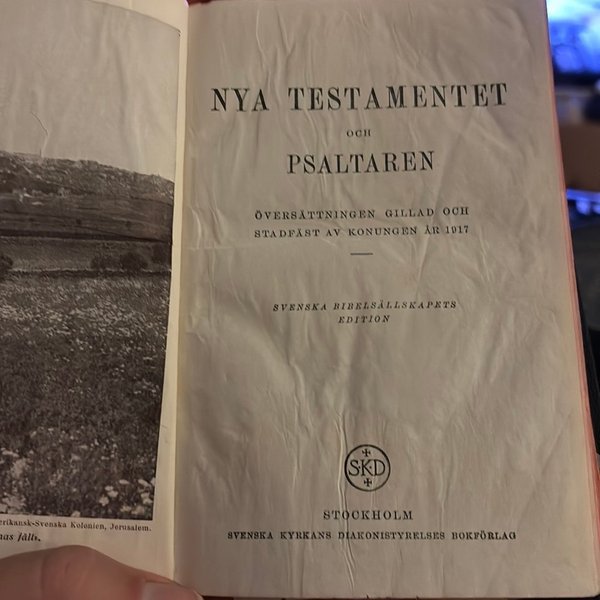 NYA TESTAMENTET
OCH
PSALTAREN
ÖVERSÄTTNINGEN GILLAD OCH
STADFÄST AV KONUNGEN ÅR 1917
SVENSKA BIBELSÄLLSKAPETS
EDITION
SKD
STOCKHOLM
SVENSKA KYRKANS DIAKONISTYRELSES BOKFÖRLAG
erikansk-Svenska Kolonien, Jerusalem.
nas fält».